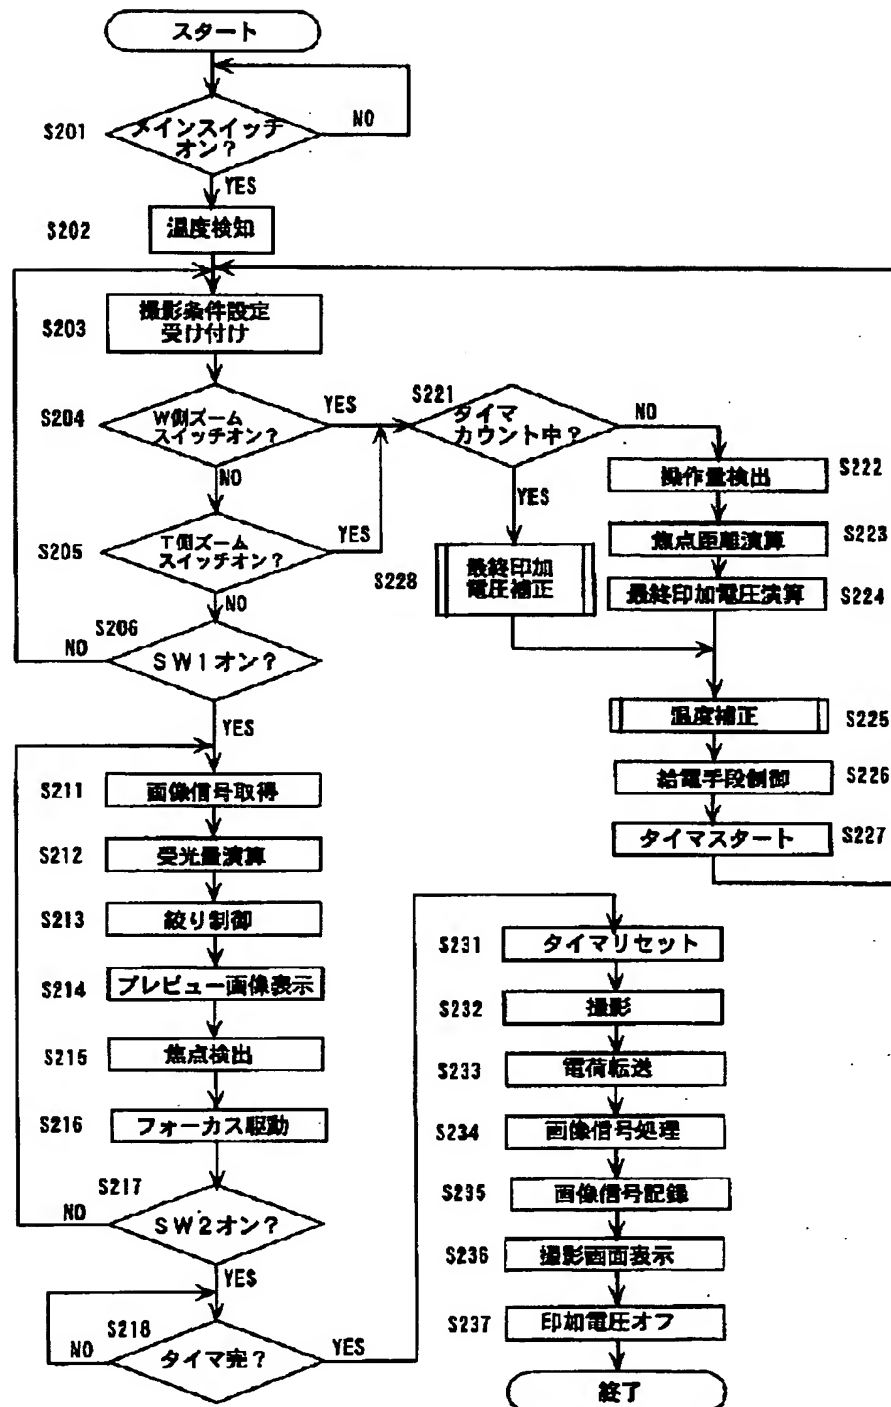 スタート
S201
メインスイッチ
オン?
NO
YES
S202
温度検知
S203
撮影条件設定
受け付け
S204
W側ズーム
スイッチオン?
YES
NO
S205
T側ズーム
スイッチオン?
YES
NO
S206
SW1オン?
NO
YES
S211
画像信号取得
S212
受光量演算
S213
絞り制御
S214
プレビュー画像表示
S215
焦点検出
S216
フォーカス駆動
S217
SW2オン?
NO
YES
S218
タイマ完?
NO
YES
S221
タイマ
カウント中?
NO
YES
S222
操作量検出
S223
焦点距離演算
S224
最終印加電圧演算
S228
最終印加
電圧補正
S225
温度補正
S226
給電手段制御
S227
タイマスタート
S231
タイマリセット
S232
撮影
S233
電荷転送
S234
画像信号処理
S235
画像信号記録
S236
撮影画面表示
S237
印加電圧オフ
終了